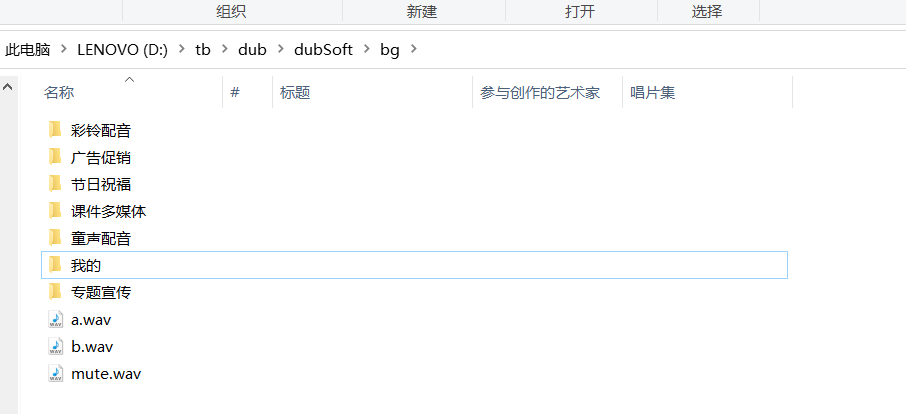 组织 新建 打开 选择
此电脑 > LENOVO (D:) > tb > dub > dubSoft > bg >
名称 # 标题 参与创作的艺术家 唱片集
彩铃配音
广告促销
节日祝福
课件多媒体
童声配音
我的
专题宣传
a.wav
b.wav
mute.wav